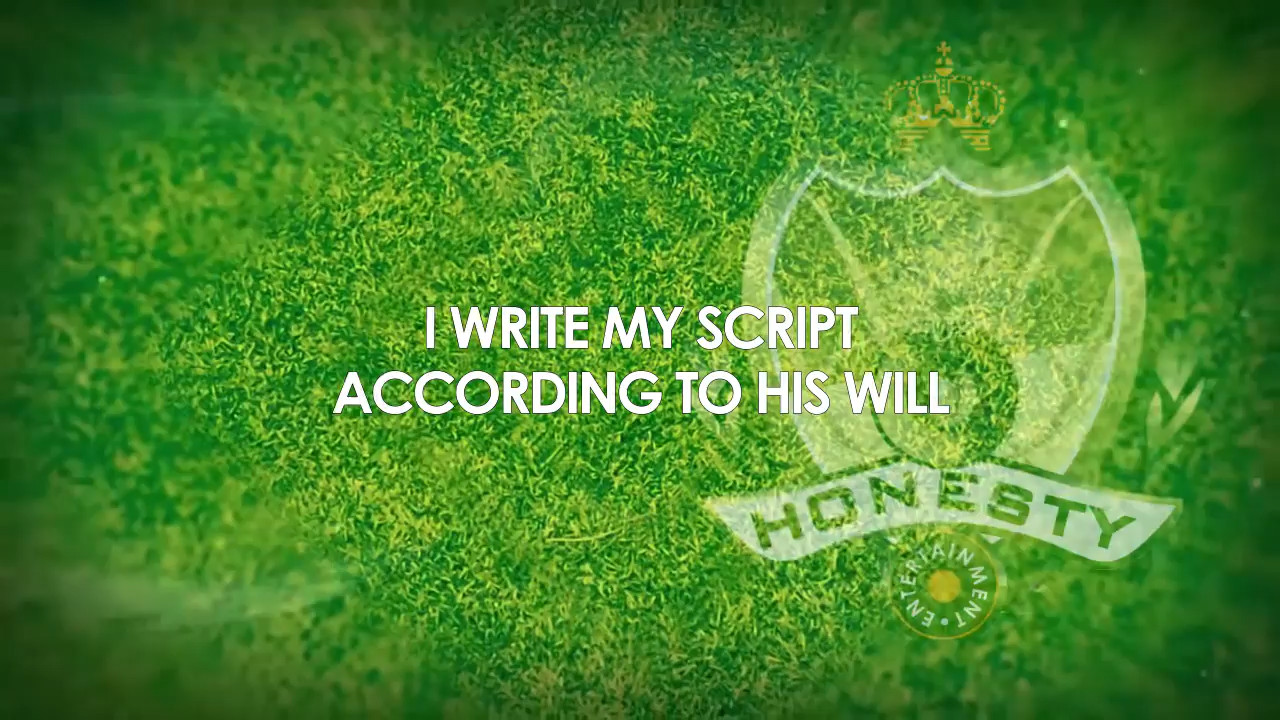 I WRITE MY SCRIPT
ACCORDING TO HIS WILL
HONESTY
ENTERTAINMENT